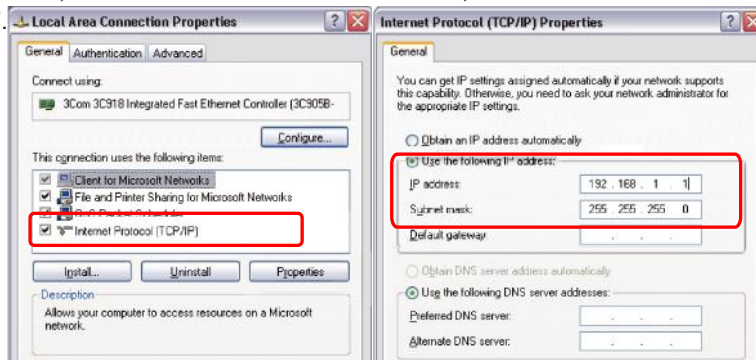 Local Area Connection Properties
General Authentication Advanced
Connect using:
3Com 3C918 Integrated Fast Ethernet Controller (3C905B-
Configure...
This connection uses the following items:
Client for Microsoft Networks
File and Printer Sharing for Microsoft Networks
QoS Packet Scheduler
Internet Protocol (TCP/IP)
Install... Uninstall Properties
Description
Allows your computer to access resources on a Microsoft
network.
Internet Protocol (TCP/IP) Properties
General
You can get IP settings assigned automatically if your network supports
this capability. Otherwise, you need to ask your network administrator for
the appropriate IP settings.
Obtain an IP address automatically
Use the following IP address:
IP address: 192 . 168 . 1 . 1
Subnet mask: 255 . 255 . 255 . 0
Default gateway: . . .
Obtain DNS server address automatically
Use the following DNS server addresses:
Preferred DNS server: . . .
Alternate DNS server: . . .